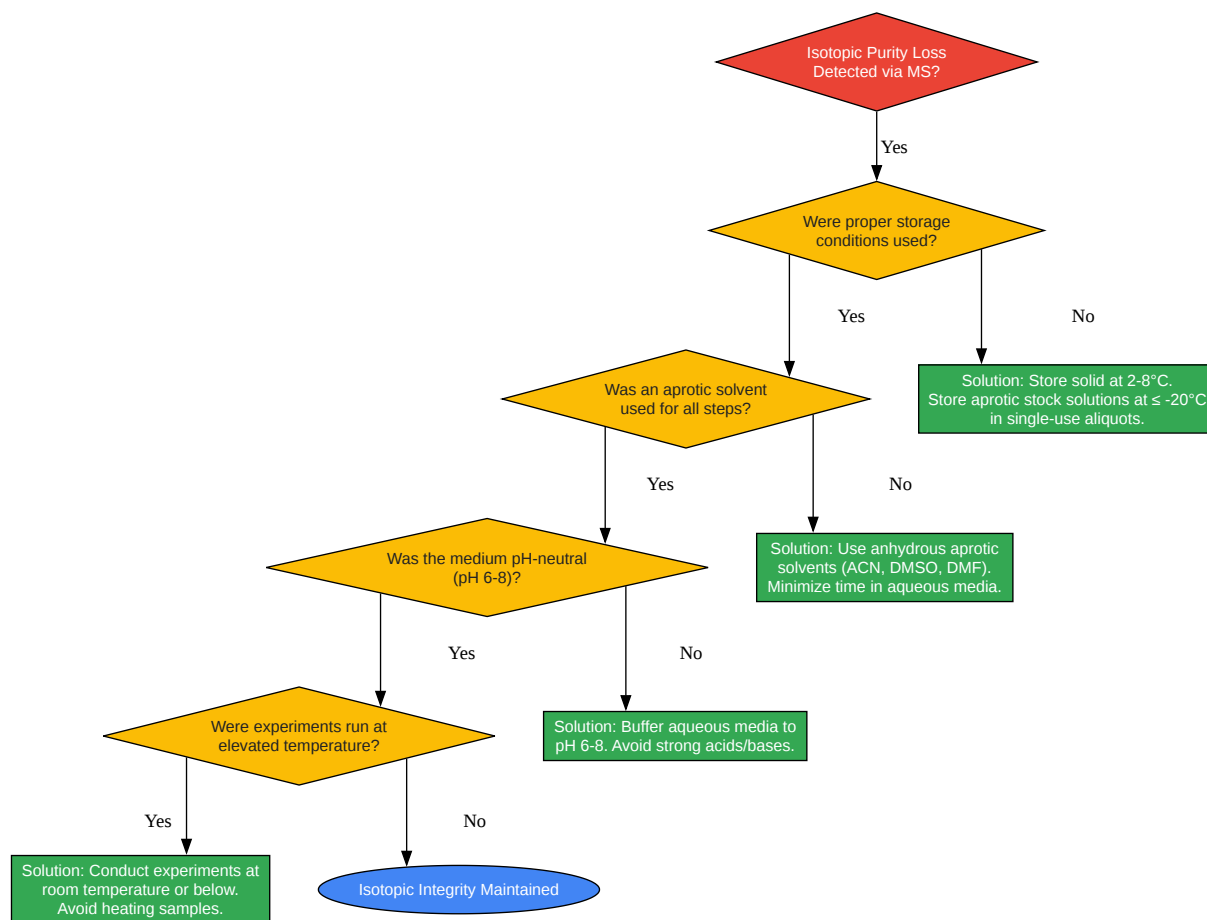 Isotopic Purity Loss
Detected via MS?
Yes
Were proper storage
conditions used?
Yes
No
Was an aprotic solvent
used for all steps?
Solution: Store solid at 2-8°C.
Store aprotic stock solutions at ≤ -20°C
in single-use aliquots.
Yes
No
Was the medium pH-neutral
(pH 6-8)?
Solution: Use anhydrous aprotic
solvents (ACN, DMSO, DMF).
Minimize time in aqueous media.
Yes
No
Were experiments run at
elevated temperature?
Solution: Buffer aqueous media to
pH 6-8. Avoid strong acids/bases.
Yes
No
Solution: Conduct experiments at
room temperature or below.
Avoid heating samples.
Isotopic Integrity Maintained